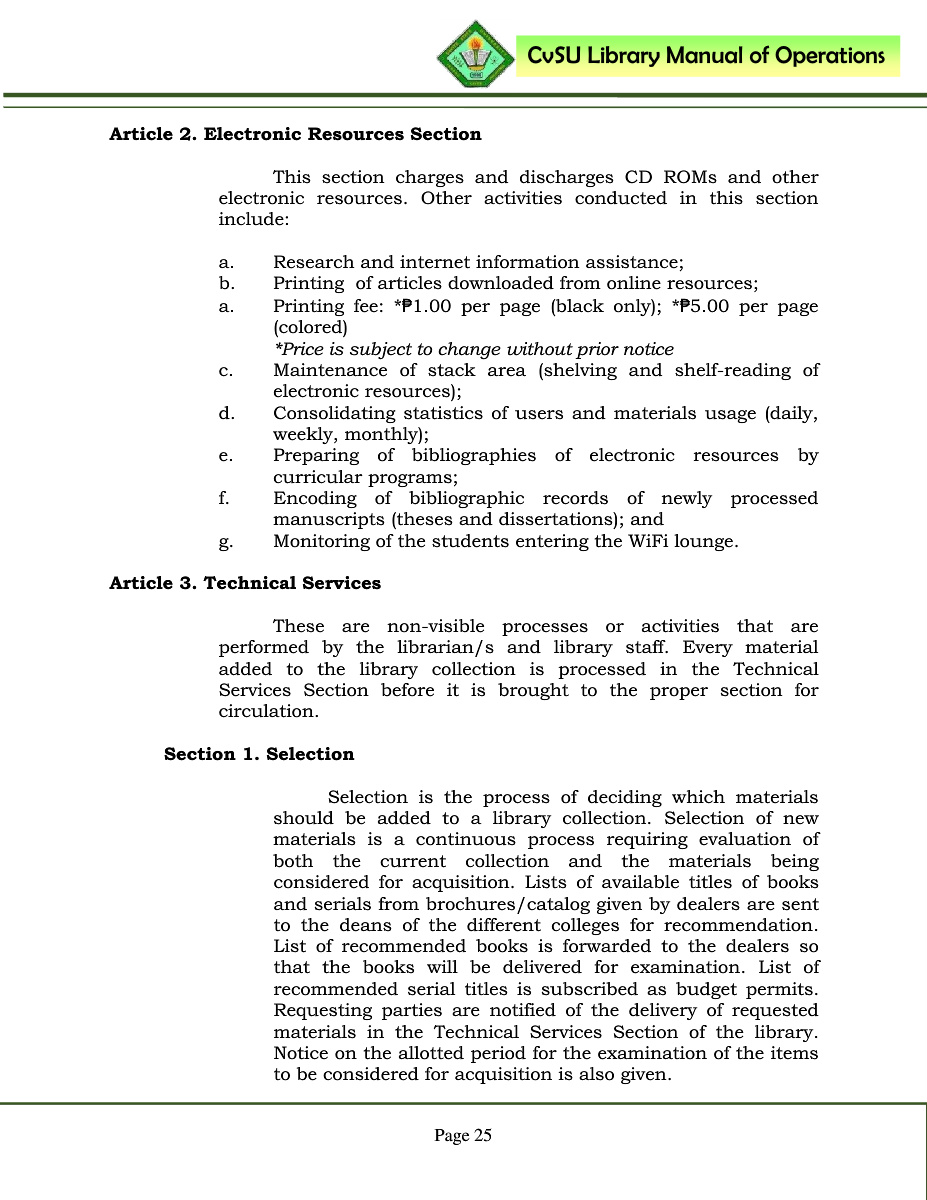 CvSU Library Manual of Operations
Article 2. Electronic Resources Section
This section charges and discharges CD ROMs and other
electronic resources. Other activities conducted in this section
include:
a. Research and internet information assistance;
b. Printing of articles downloaded from online resources;
a. Printing fee: *₱1.00 per page (black only); *₱5.00 per page
(colored)
*Price is subject to change without prior notice
c. Maintenance of stack area (shelving and shelf-reading of
electronic resources);
d. Consolidating statistics of users and materials usage (daily,
weekly, monthly);
e. Preparing of bibliographies of electronic resources by
curricular programs;
f. Encoding of bibliographic records of newly processed
manuscripts (theses and dissertations); and
g. Monitoring of the students entering the WiFi lounge.
Article 3. Technical Services
These are non-visible processes or activities that are
performed by the librarian/s and library staff. Every material
added to the library collection is processed in the Technical
Services Section before it is brought to the proper section for
circulation.
Section 1. Selection
Selection is the process of deciding which materials
should be added to a library collection. Selection of new
materials is a continuous process requiring evaluation of
both the current collection and the materials being
considered for acquisition. Lists of available titles of books
and serials from brochures/catalog given by dealers are sent
to the deans of the different colleges for recommendation.
List of recommended books is forwarded to the dealers so
that the books will be delivered for examination. List of
recommended serial titles is subscribed as budget permits.
Requesting parties are notified of the delivery of requested
materials in the Technical Services Section of the library.
Notice on the allotted period for the examination of the items
to be considered for acquisition is also given.
Page 25